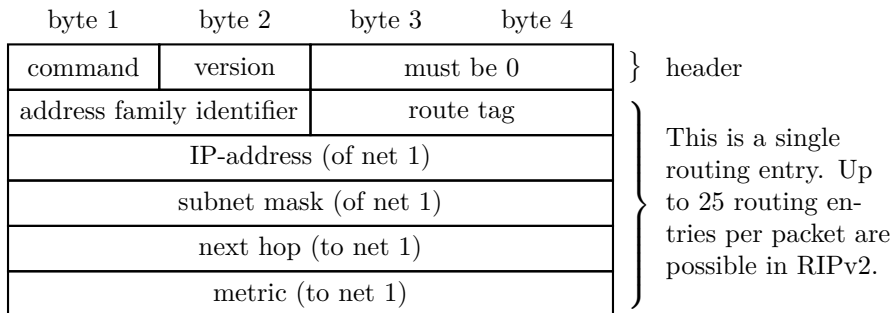 byte 1 byte 2 byte 3 byte 4
command version must be 0 } header
address family identifier route tag
IP-address (of net 1)
subnet mask (of net 1)
next hop (to net 1)
metric (to net 1)
This is a single
routing entry. Up
to 25 routing en-
tries per packet are
possible in RIPv2.